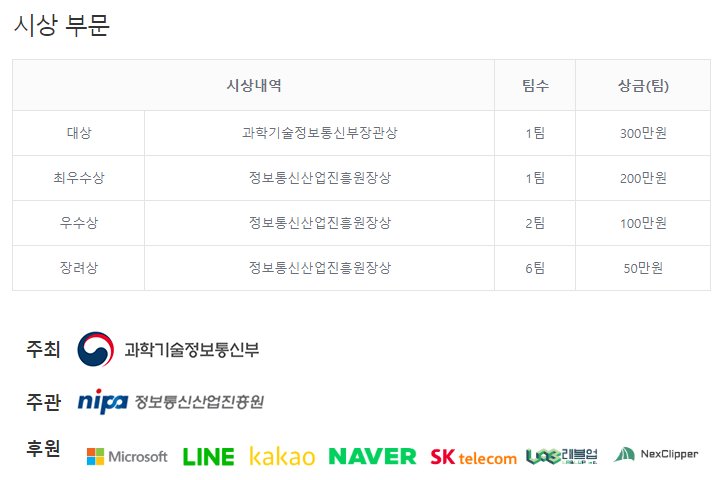 시상 부문
시상내역 팀수 상금(팀)
대상 과학기술정보통신부장관상 1팀 300만원
최우수상 정보통신산업진흥원장상 1팀 200만원
우수상 정보통신산업진흥원장상 2팀 100만원
장려상 정보통신산업진흥원장상 6팀 50만원
주최 과학기술정보통신부
주관 nipa 정보통신산업진흥원
후원 Microsoft LINE kakao NAVER SK telecom 래블업 NexClipper